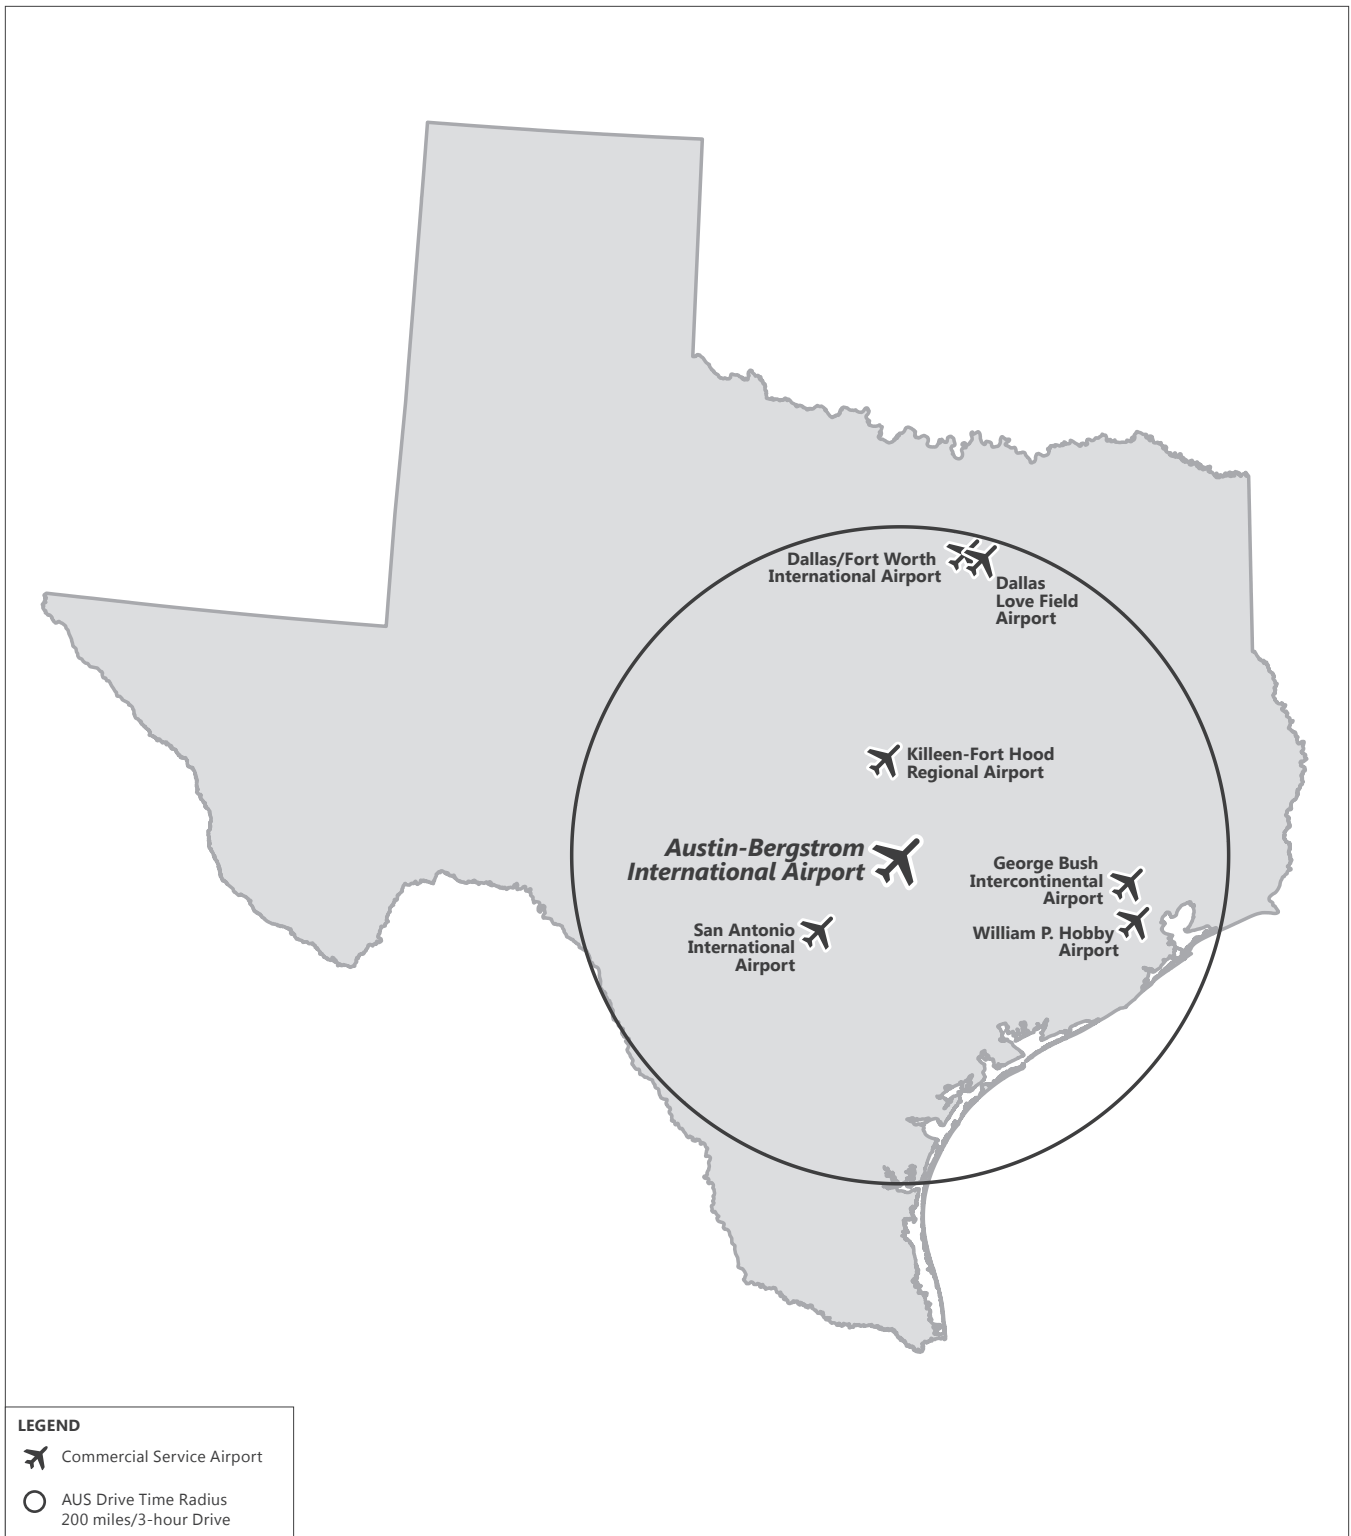 Dallas/Fort Worth
International Airport
Dallas
Love Field
Airport
Killeen-Fort Hood
Regional Airport
Austin-Bergstrom
International Airport
George Bush
Intercontinental
Airport
San Antonio
International
Airport
William P. Hobby
Airport
LEGEND
Commercial Service Airport
AUS Drive Time Radius
200 miles/3-hour Drive